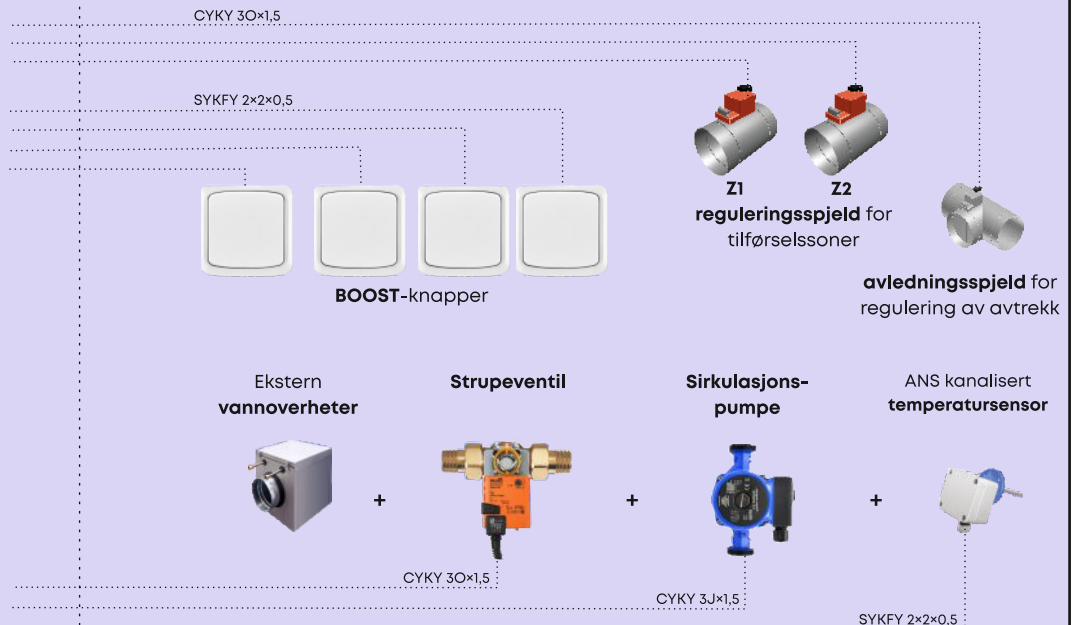 CYKY 3O×1,5
SYKFY 2×2×0,5
Z1
Z2
reguleringsspjeld for
tilførselssoner
avledningsspjeld for
regulering av avtrekk
BOOST-knapper
Ekstern
vannoverheter
Strupeventil
Sirkulasjons-
pumpe
ANS kanalisert
temperatursensor
+
+
+
CYKY 3O×1,5
CYKY 3J×1,5
SYKFY 2×2×0,5